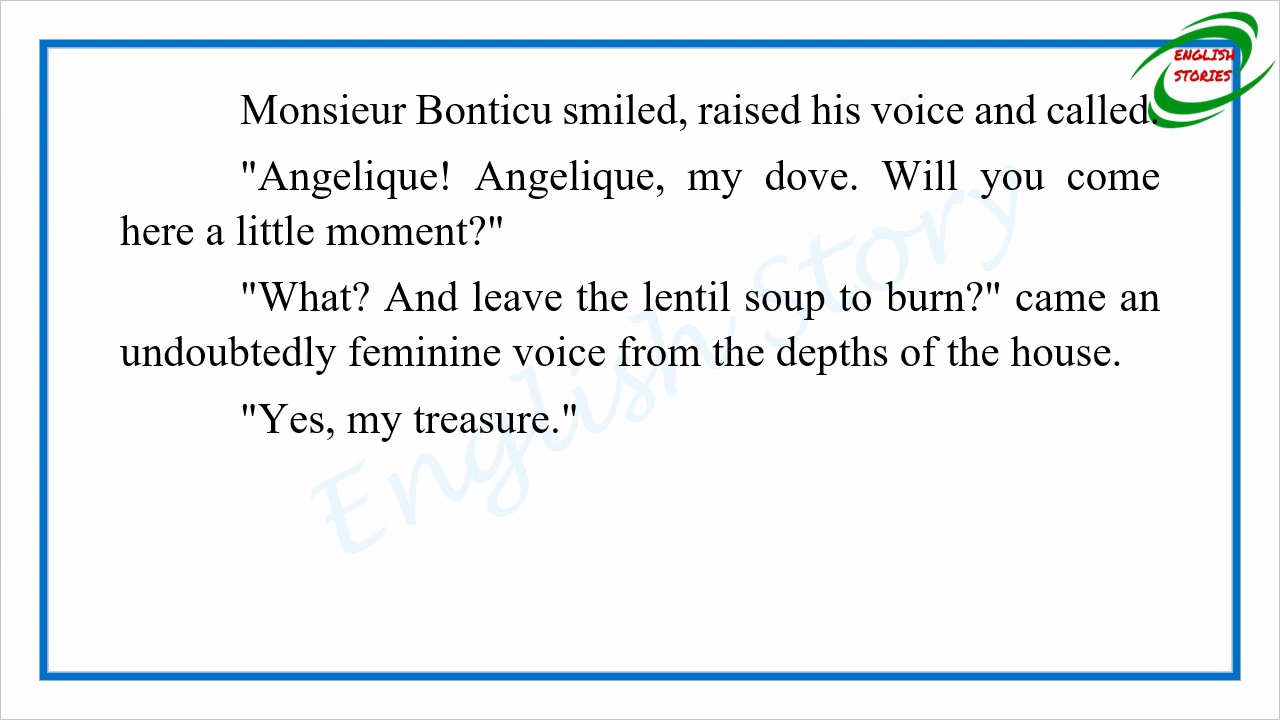 ENGLISH
STORIES
Monsieur Bonticu smiled, raised his voice and called.
"Angelique! Angelique, my dove. Will you come
here a little moment?"
"What? And leave the lentil soup to burn?" came an
undoubtedly feminine voice from the depths of the house.
"Yes, my treasure."
English Story